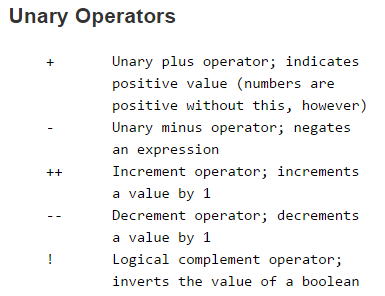 Unary Operators
+ Unary plus operator; indicates
positive value (numbers are
positive without this, however)
- Unary minus operator; negates
an expression
++ Increment operator; increments
a value by 1
-- Decrement operator; decrements
a value by 1
! Logical complement operator;
inverts the value of a boolean